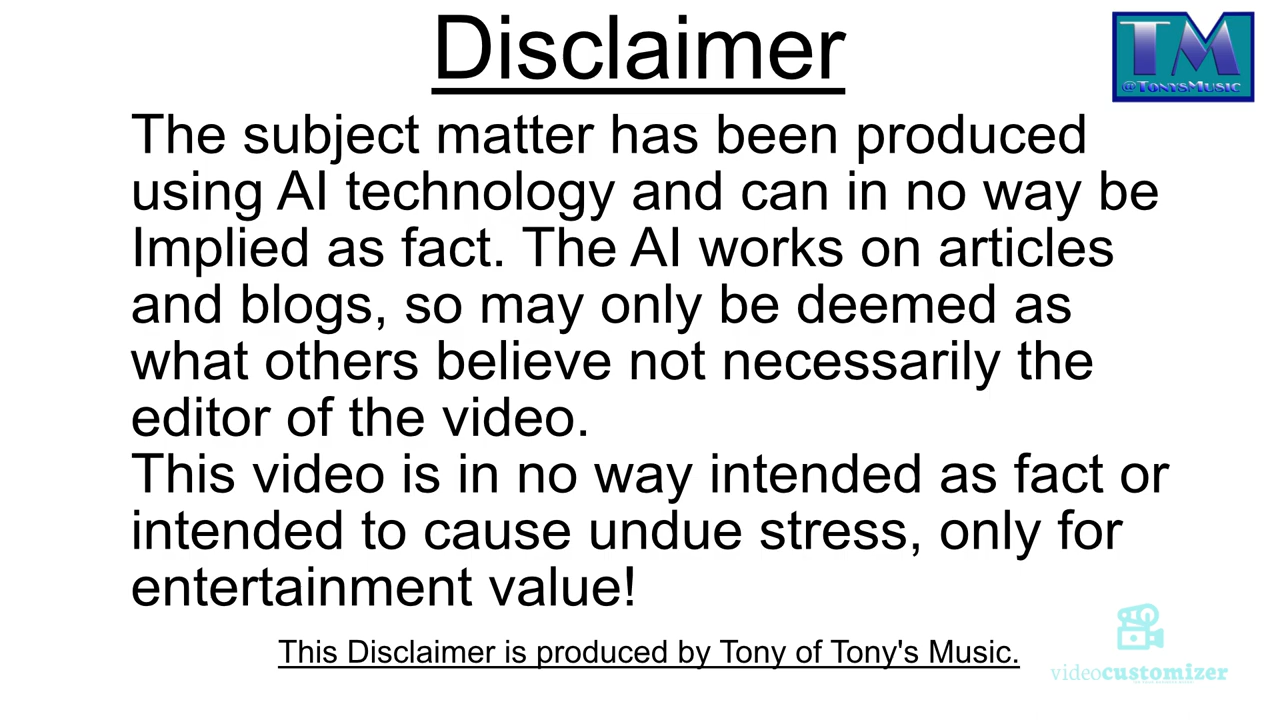 Disclaimer
TM
@TonysMusic
The subject matter has been produced
using AI technology and can in no way be
Implied as fact. The AI works on articles
and blogs, so may only be deemed as
what others believe not necessarily the
editor of the video.
This video is in no way intended as fact or
intended to cause undue stress, only for
entertainment value!
This Disclaimer is produced by Tony of Tony's Music.
videocustomizer